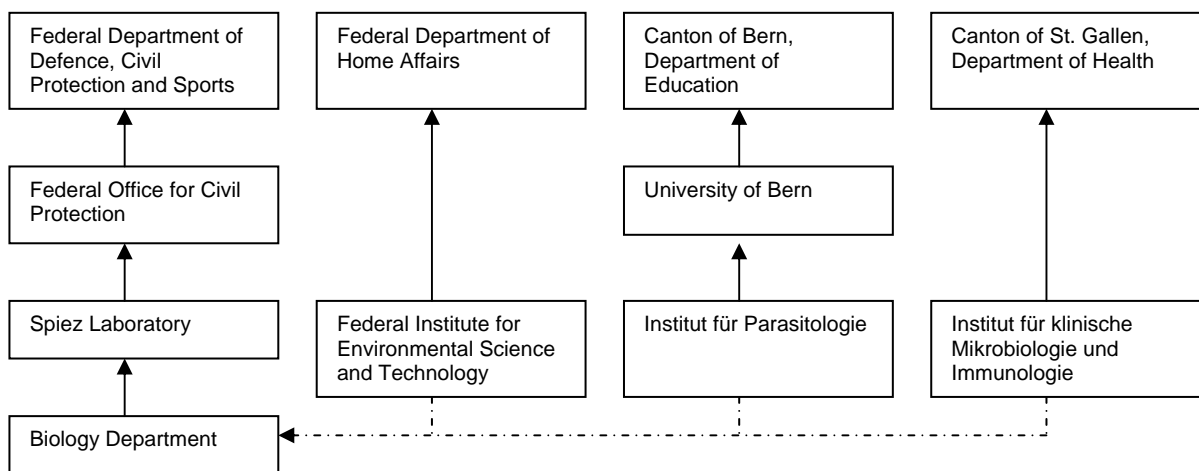 Federal Department of
Defence, Civil
Protection and Sports
Federal Department of
Home Affairs
Canton of Bern,
Department of
Education
Canton of St. Gallen,
Department of Health
Federal Office for Civil
Protection
University of Bern
Spiez Laboratory
Federal Institute for
Environmental Science
and Technology
Institut für Parasitologie
Institut für klinische
Mikrobiologie und
Immunologie
Biology Department